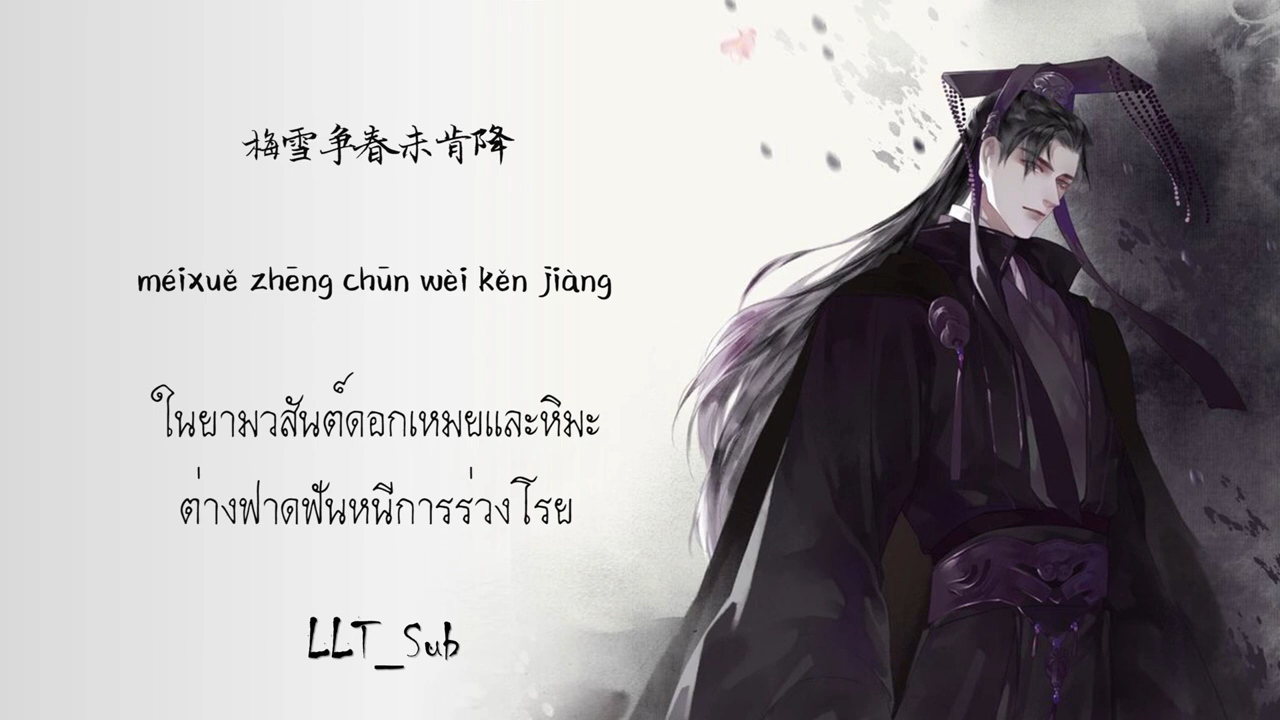 梅雪争春未肯降
méixuě zhēng chūn wèi kěn jiàng
ในยามวสันต์ดอกเหมยและหิมะ
ต่างฟาดฟันหนีการร่วงโรย
LLT_Sub